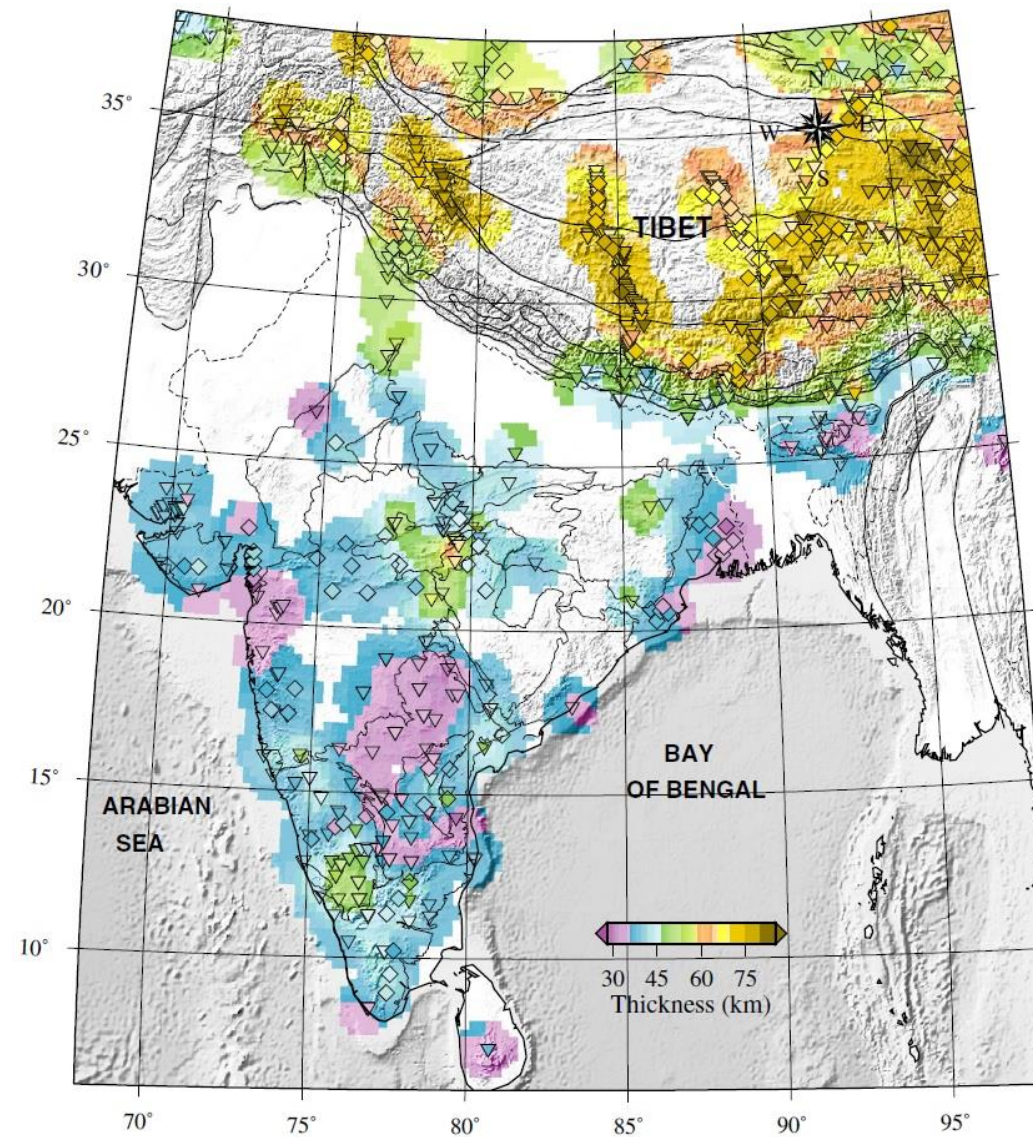 35°
30°
25°
20°
15°
10°
N
W
E
S
TIBET
BAY
OF BENGAL
ARABIAN
SEA
30 45 60 75
Thickness (km)
70° 75° 80° 85° 90° 95°